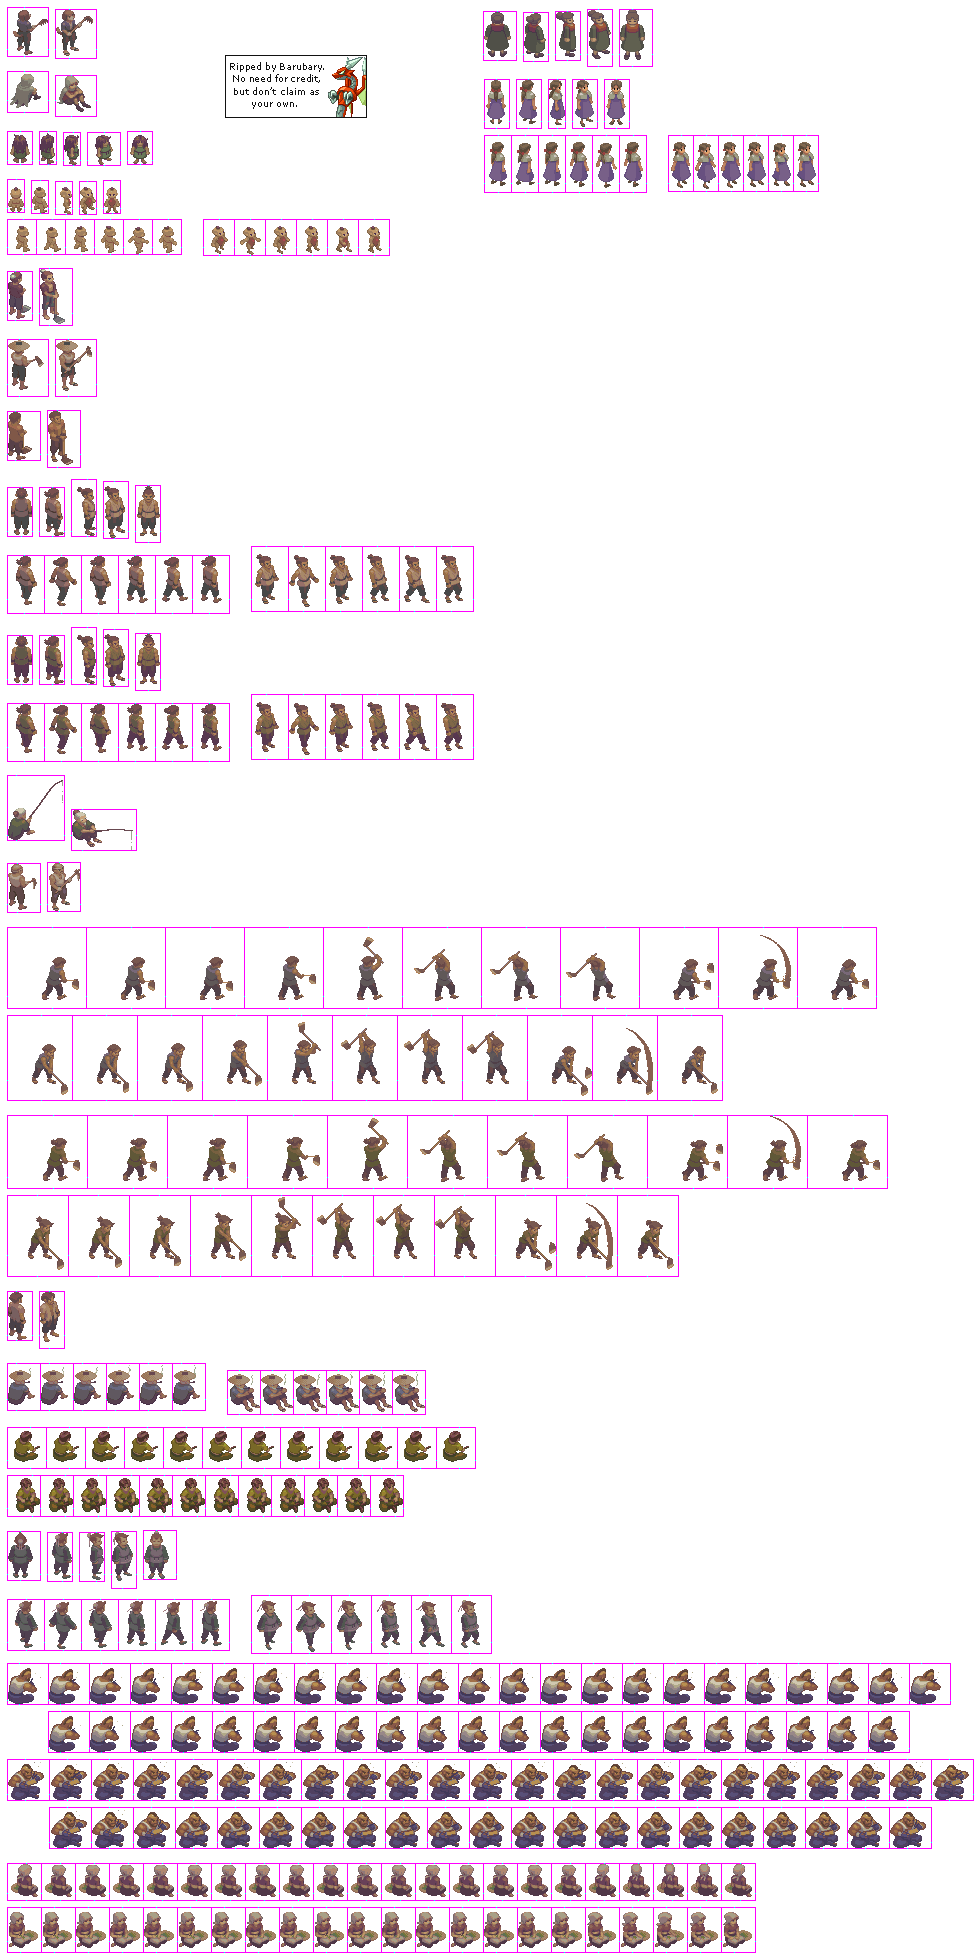 Ripped by Barubary.
No need for credit,
but don't claim as
your own.